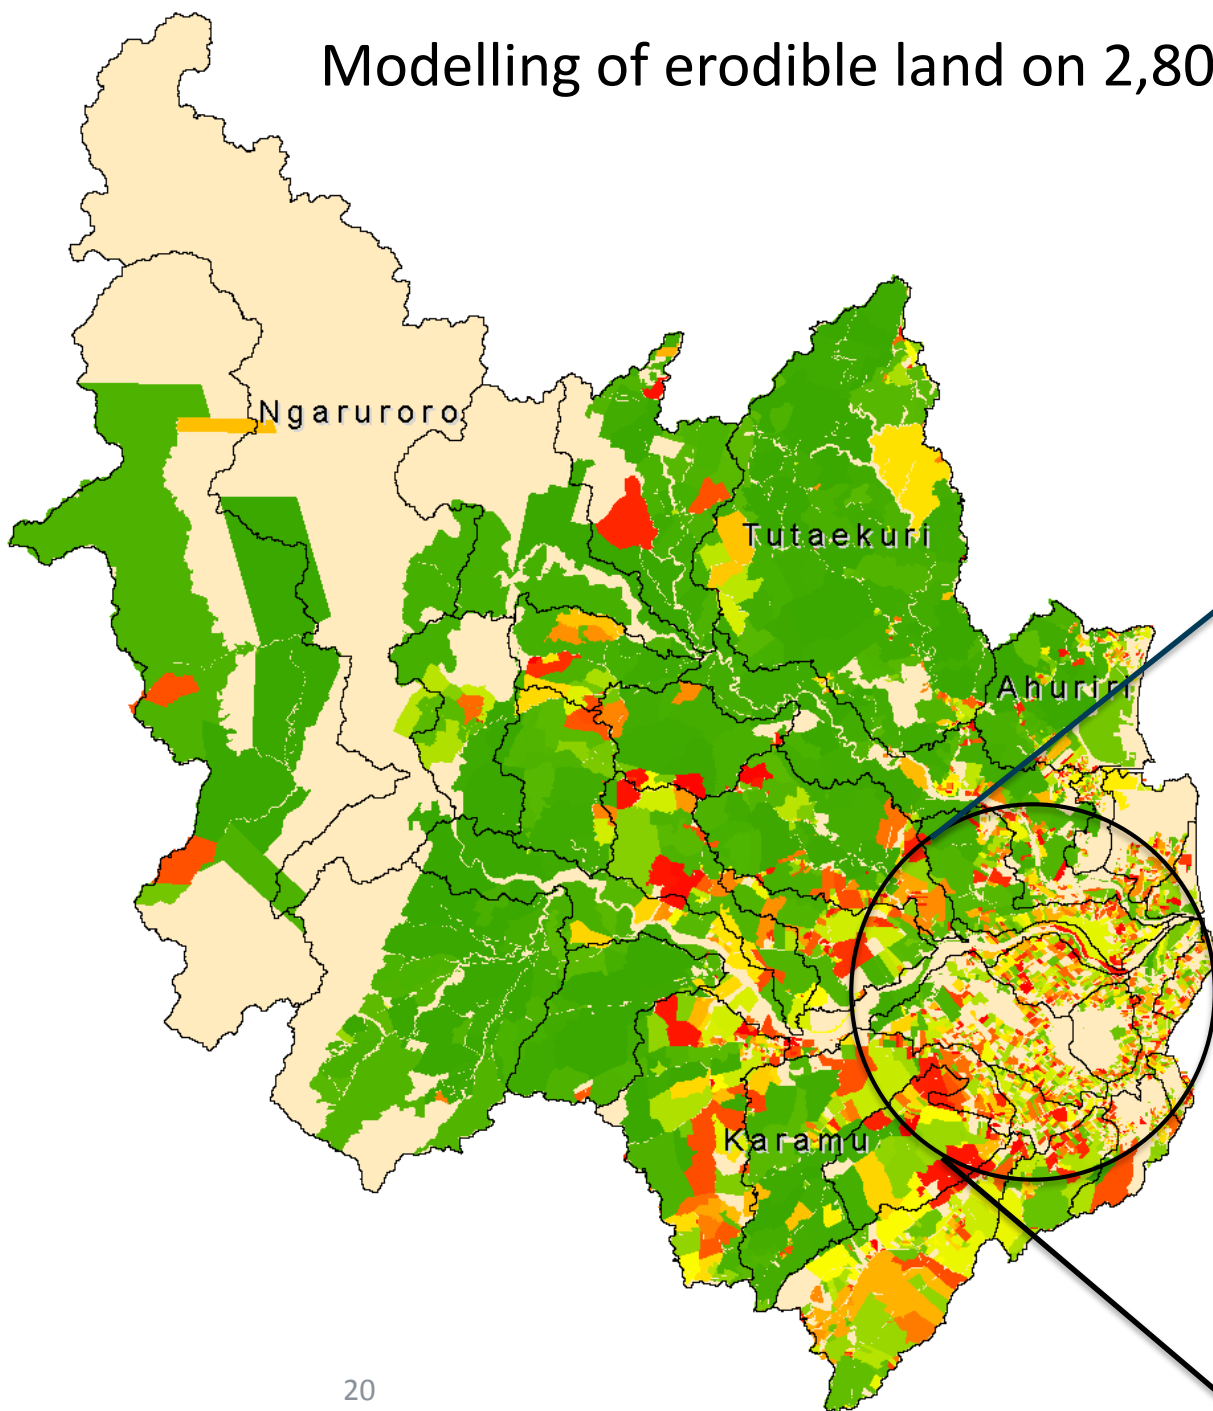 Modelling of erodible land on 2,80
Ngaruroro
Tutaekuri
Ahuriri
Karamu
20